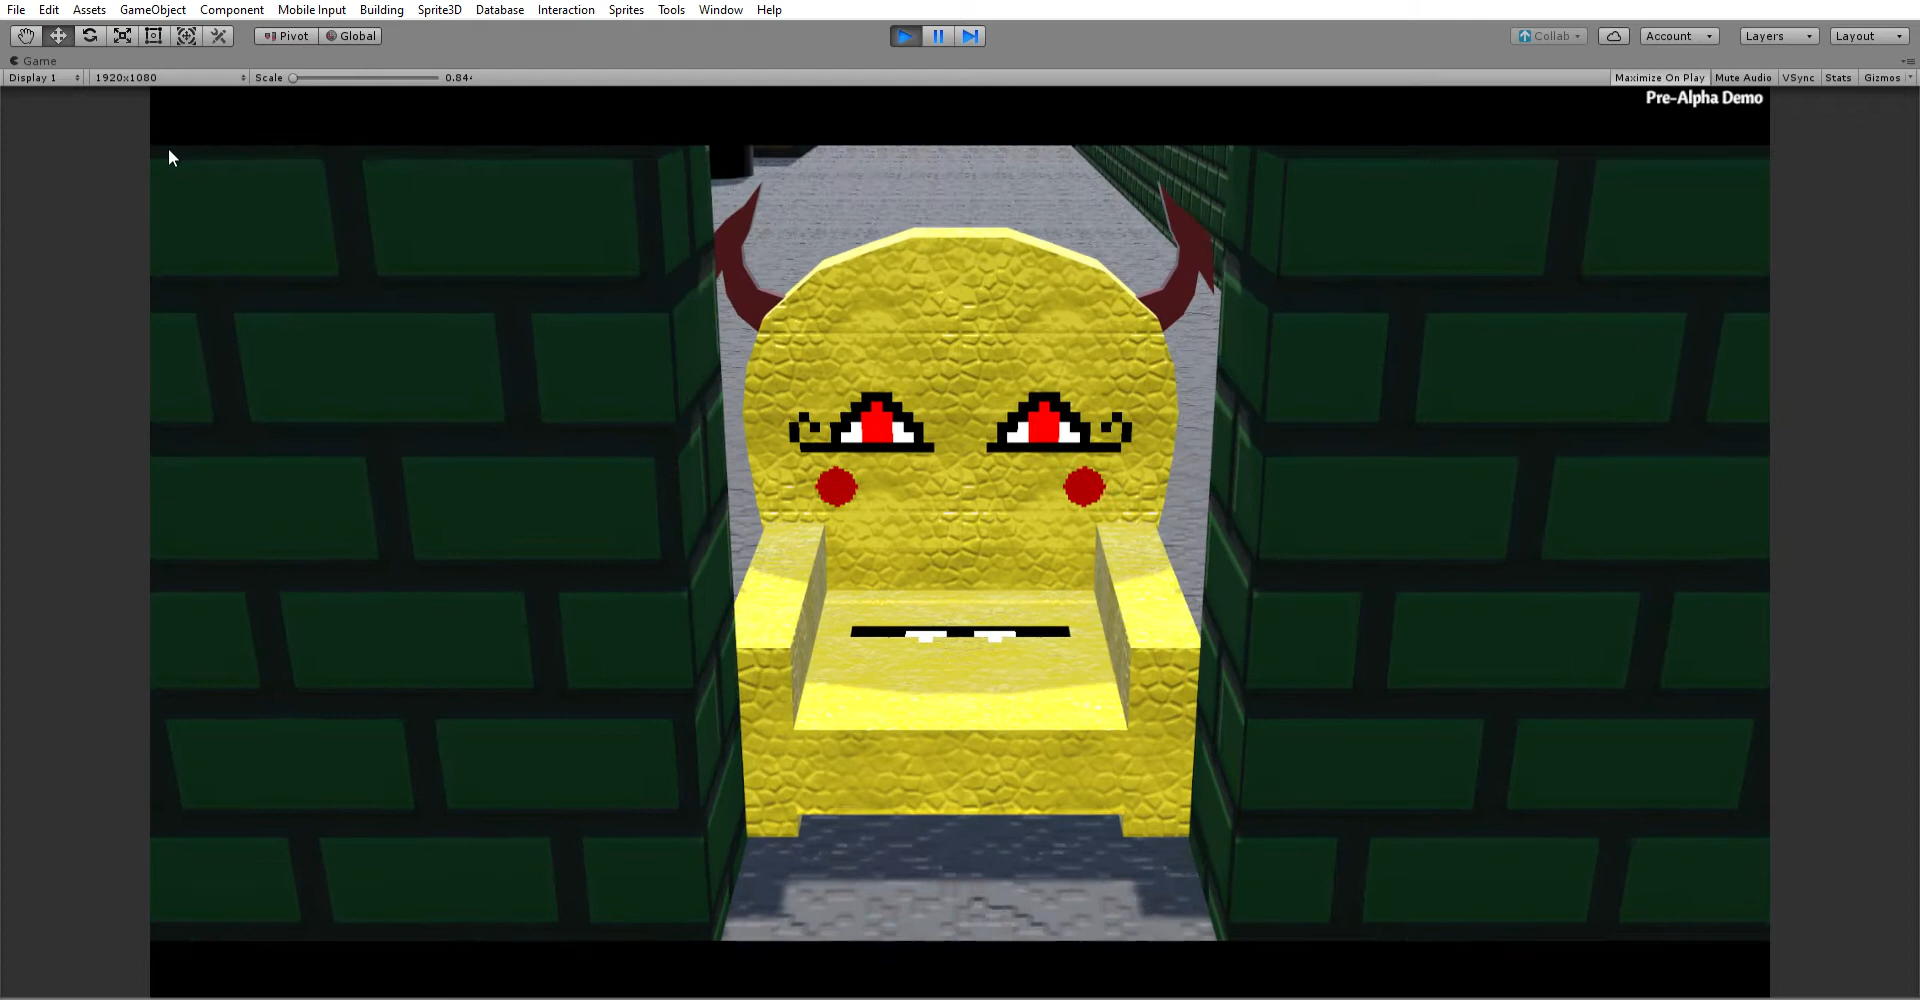 File Edit Assets GameObject Component Mobile Input Building Sprite3D Database Interaction Sprites Tools Window Help
Pivot Global Collab Account Layers Layout
Game
Display 1 1920x1080 Scale 0.84 Maximize On Play Mute Audio VSync Stats Gizmos
Pre-Alpha Demo